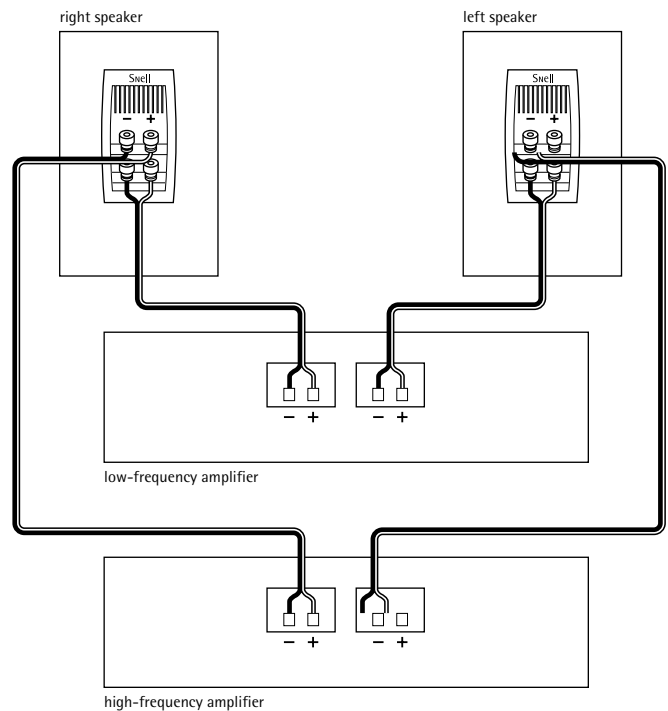 right speaker
left speaker
Snell
Snell
− +
− +
− +
− +
low-frequency amplifier
− +
− +
high-frequency amplifier